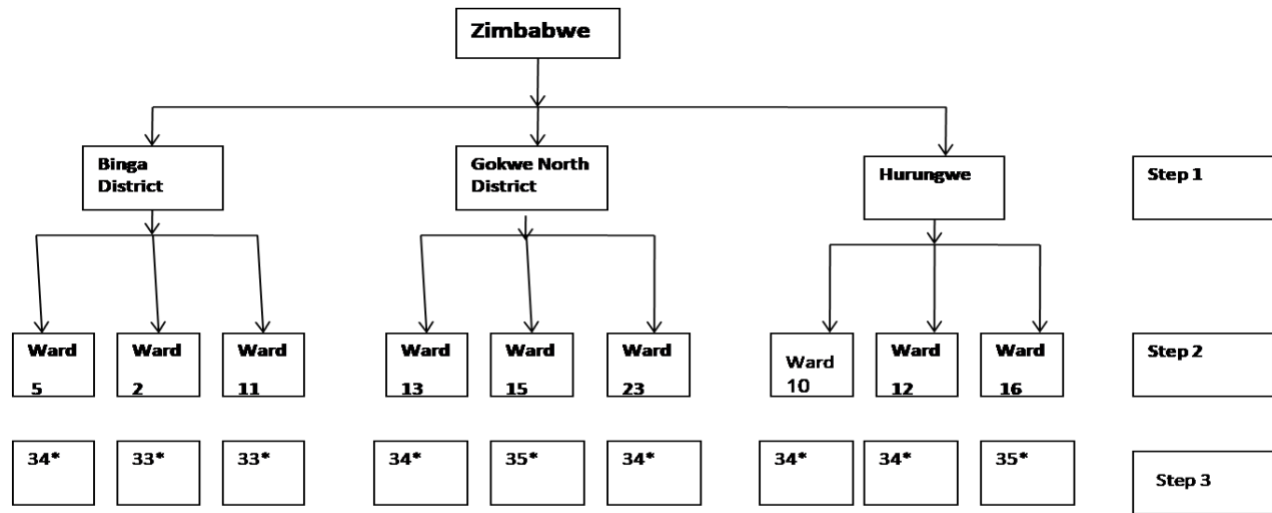 Zimbabwe
Binga
District
Gokwe North
District
Hurungwe
Step 1
Ward
5
Ward
2
Ward
11
Ward
13
Ward
15
Ward
23
Ward
10
Ward
12
Ward
16
Step 2
34*
33*
33*
34*
35*
34*
34*
34*
35*
Step 3